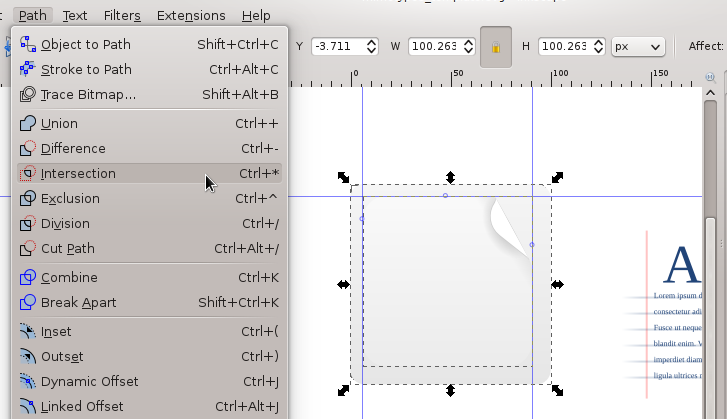 Path Text Filters Extensions Help
Object to Path Shift+Ctrl+C
Stroke to Path Ctrl+Alt+C
Trace Bitmap... Shift+Alt+B
Union Ctrl++
Difference Ctrl+-
Intersection Ctrl+*
Exclusion Ctrl+^
Division Ctrl+/
Cut Path Ctrl+Alt+/
Combine Ctrl+K
Break Apart Shift+Ctrl+K
Inset Ctrl+(
Outset Ctrl+)
Dynamic Offset Ctrl+J
Linked Offset Ctrl+Alt+J
Y -3.711 W 100.263 H 100.263 px Affect:
0 50 100 150
A
Lorem ipsum d
consectetur adi
Fusce ut neque
blandit enim. V
imperdiet diam
ligula ultrices r